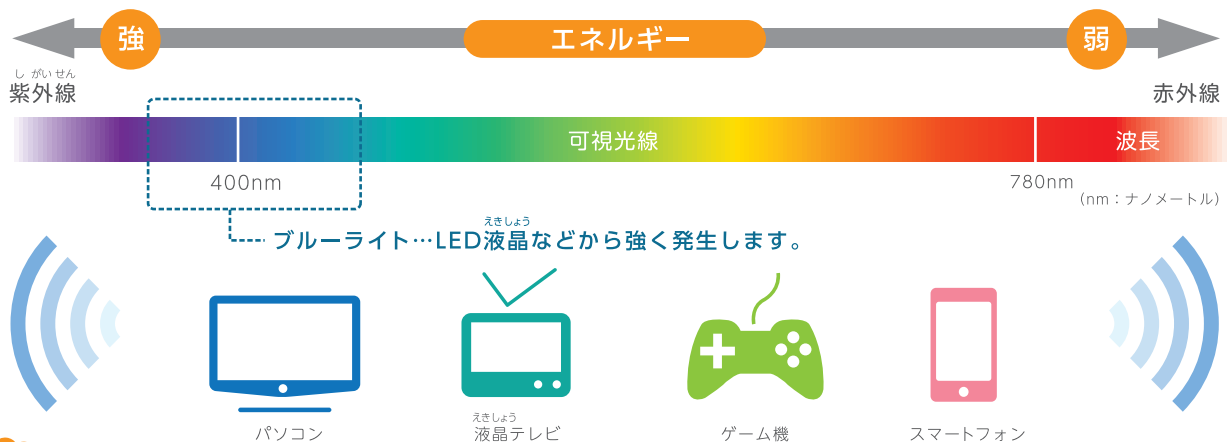 強 エネルギー 弱
しがいせん
紫外線 赤外線
可視光線 波長
400nm 780nm
(nm：ナノメートル)
えきしょう
ブルーライト…LED液晶などから強く発生します。
えきしょう
パソコン 液晶テレビ ゲーム機 スマートフォン